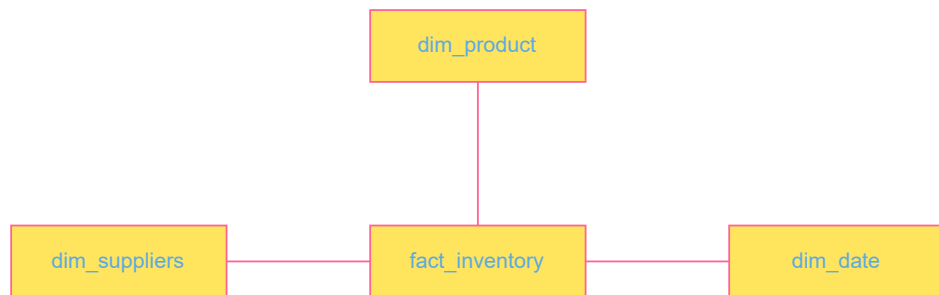 dim_product
dim_suppliers
fact_inventory
dim_date